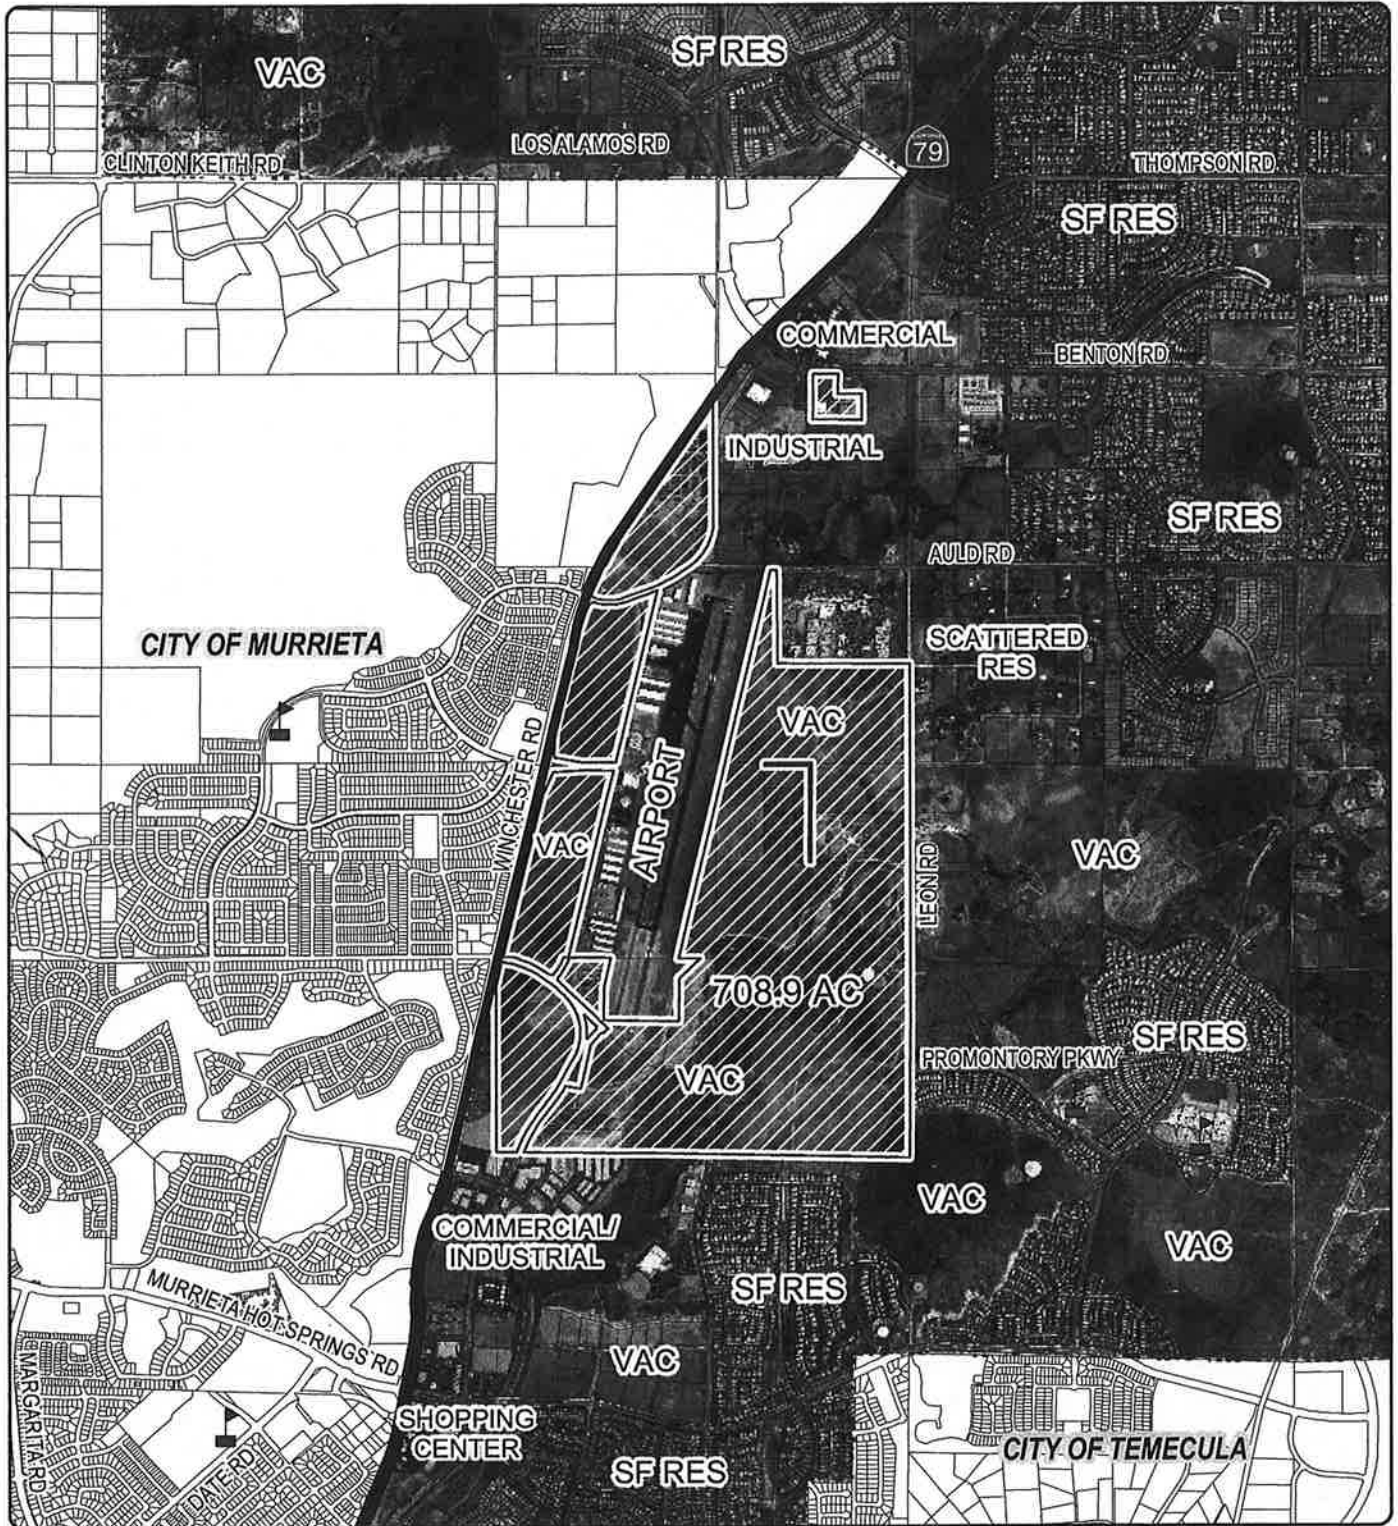 VAC
SF RES
LOS ALAMOS RD
CLINTON KEITH RD
79
THOMPSON RD
SF RES
COMMERCIAL
BENTON RD
INDUSTRIAL
SF RES
AULD RD
CITY OF MURRIETA
SCATTERED
RES
VAC
WINCHESTER RD
AIRPORT
VAC
VAC
LEON RD
708.9 AC
SF RES
PROMONTORY PKWY
VAC
VAC
COMMERCIAL/
INDUSTRIAL
VAC
SF RES
MURRIETA HOT SPRINGS RD
VAC
MARGARITA RD
SHOPPING
CENTER
DATE RD
SF RES
CITY OF TEMECULA